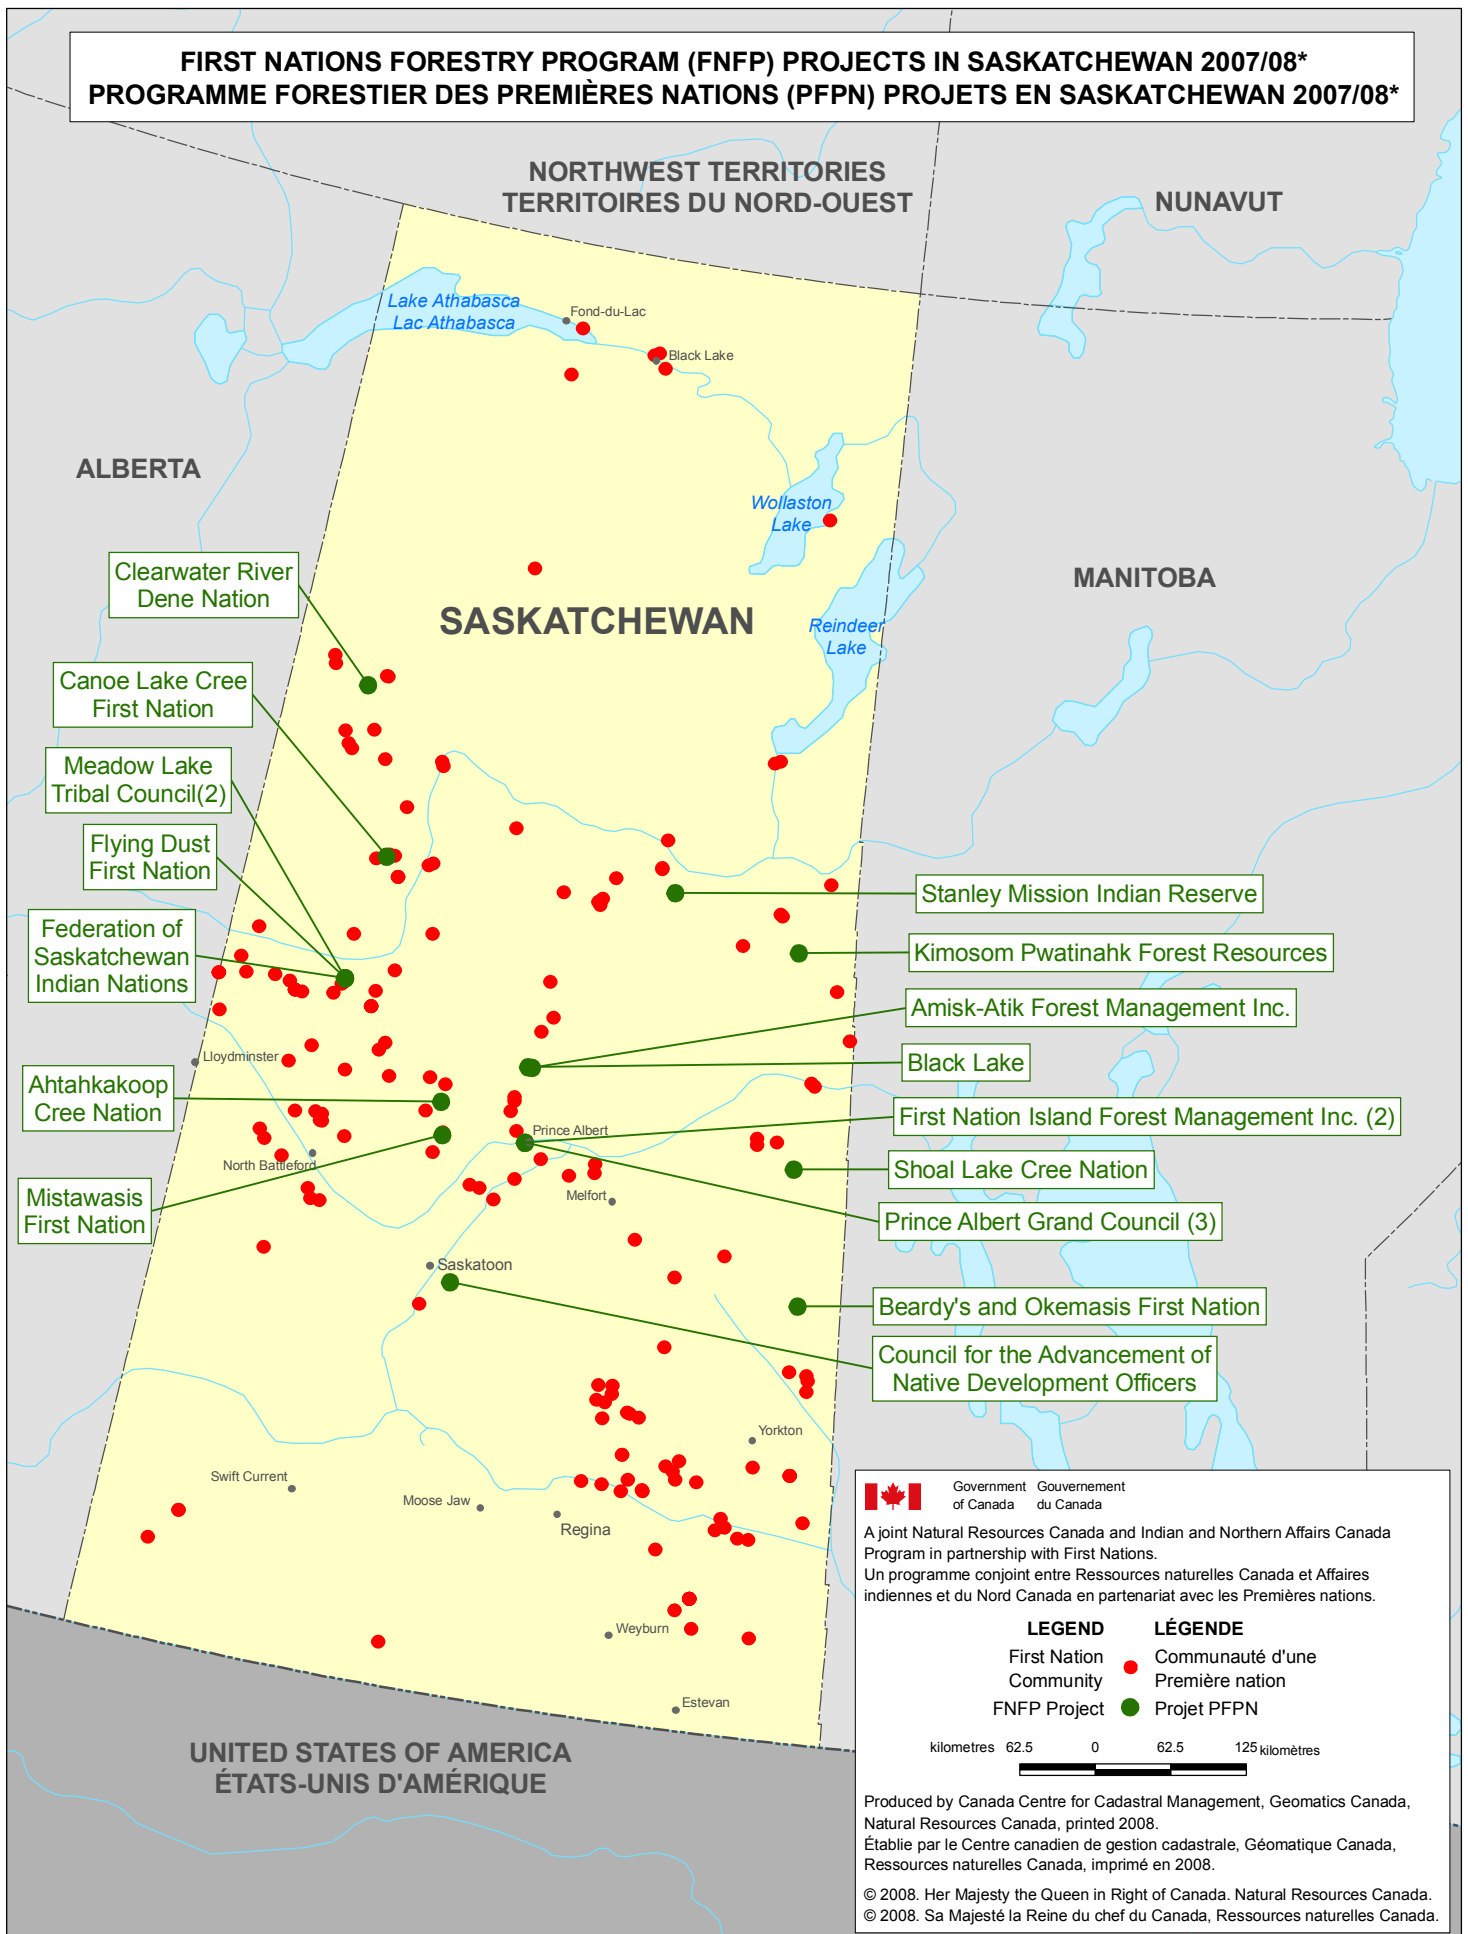 FIRST NATIONS FORESTRY PROGRAM (FNFP) PROJECTS IN SASKATCHEWAN 2007/08*
PROGRAMME FORESTIER DES PREMIÈRES NATIONS (PFPN) PROJETS EN SASKATCHEWAN 2007/08*
NORTHWEST TERRITORIES
TERRITOIRES DU NORD-OUEST
NUNAVUT
Lake Athabasca
Lac Athabasca
Fond-du-Lac
Black Lake
ALBERTA
Wollaston
Lake
MANITOBA
SASKATCHEWAN
Reindeer
Lake
Clearwater River
Dene Nation
Canoe Lake Cree
First Nation
Meadow Lake
Tribal Council(2)
Flying Dust
First Nation
Federation of
Saskatchewan
Indian Nations
Ahtahkakoop
Cree Nation
Mistawasis
First Nation
Stanley Mission Indian Reserve
Kimosom Pwatinahk Forest Resources
Amisk-Atik Forest Management Inc.
Black Lake
First Nation Island Forest Management Inc. (2)
Shoal Lake Cree Nation
Prince Albert Grand Council (3)
Beardy's and Okemasis First Nation
Council for the Advancement of
Native Development Officers
Lloydminster
North Battleford
Prince Albert
Melfort
Saskatoon
Yorkton
Swift Current
Moose Jaw
Regina
Weyburn
Estevan
UNITED STATES OF AMERICA
ÉTATS-UNIS D'AMÉRIQUE
Government Gouvernement
of Canada du Canada
A joint Natural Resources Canada and Indian and Northern Affairs Canada
Program in partnership with First Nations.
Un programme conjoint entre Ressources naturelles Canada et Affaires
indiennes et du Nord Canada en partenariat avec les Premières nations.
LEGEND LÉGENDE
First Nation Communauté d'une
Community Première nation
FNFP Project Projet PFPN
kilometres 62.5 0 62.5 125 kilomètres
Produced by Canada Centre for Cadastral Management, Geomatics Canada,
Natural Resources Canada, printed 2008.
Établie par le Centre canadien de gestion cadastrale, Géomatique Canada,
Ressources naturelles Canada, imprimé en 2008.
© 2008. Her Majesty the Queen in Right of Canada. Natural Resources Canada.
© 2008. Sa Majesté la Reine du chef du Canada, Ressources naturelles Canada.